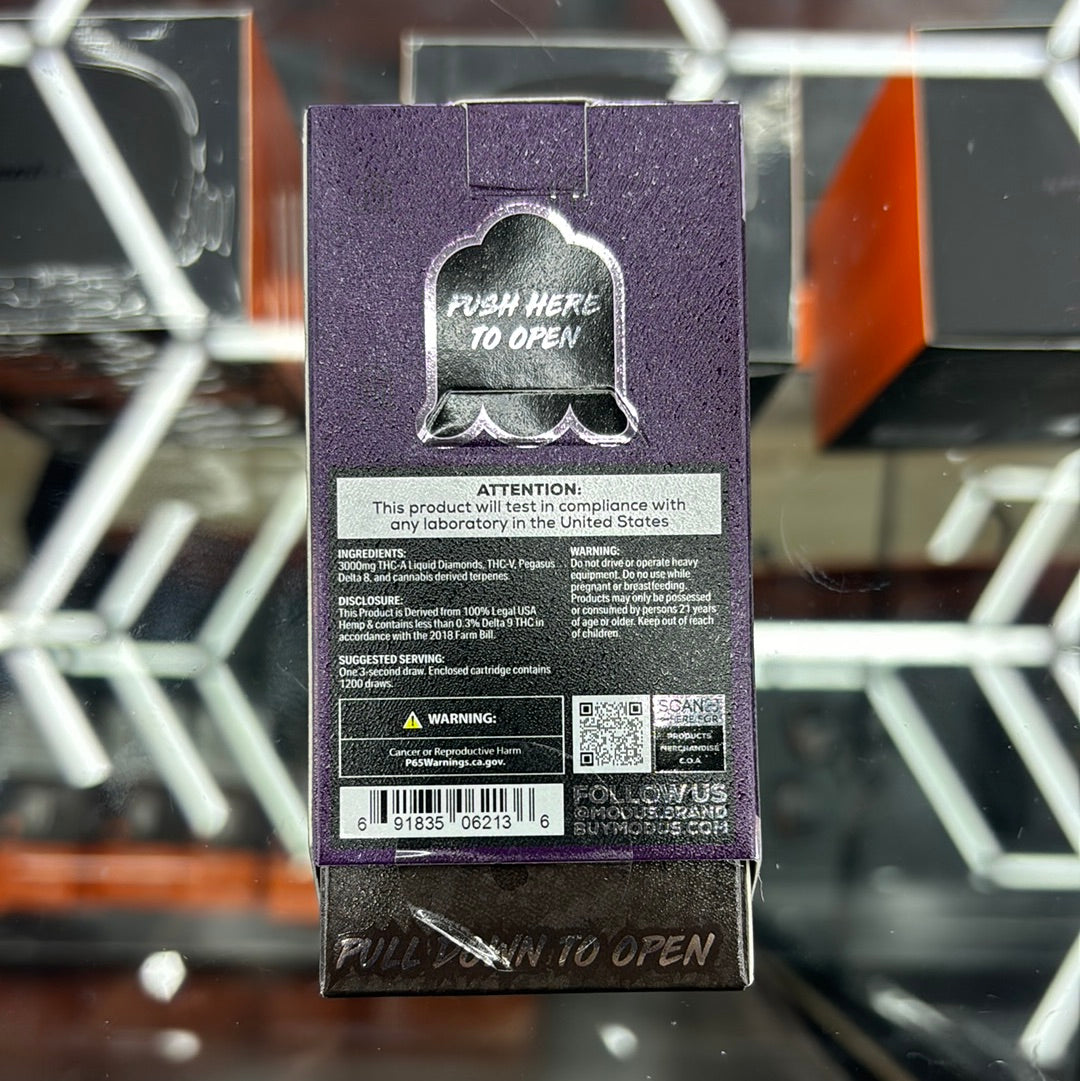 PUSH HERE
TO OPEN
ATTENTION:
This product will test in compliance with
any laboratory in the United States
INGREDIENTS:
3000mg THC-A Liquid Diamonds, THC-V, Pegasus
Delta 8, and cannabis derived terpenes.
DISCLOSURE:
This Product is Derived from 100% Legal USA
Hemp & contains less than 0.3% Delta 9 THC in
accordance with the 2018 Farm Bill.
SUGGESTED SERVING:
One 3-second draw. Enclosed cartridge contains
1200 draws.
WARNING:
Do not drive or operate heavy
equipment. Do no use while
pregnant or breastfeeding.
Products may only be possessed
or consumed by persons 21 years
of age or older. Keep out of reach
of children.
WARNING:
Cancer or Reproductive Harm
P65Warnings.ca.gov.
SCAN
HERE FOR
PRODUCTS
MERCHANDISE
C.O.A.
6 91835 06213 6
FOLLOW US
@MODUS.BRAND
BUYMODUS.COM
PULL DOWN TO OPEN